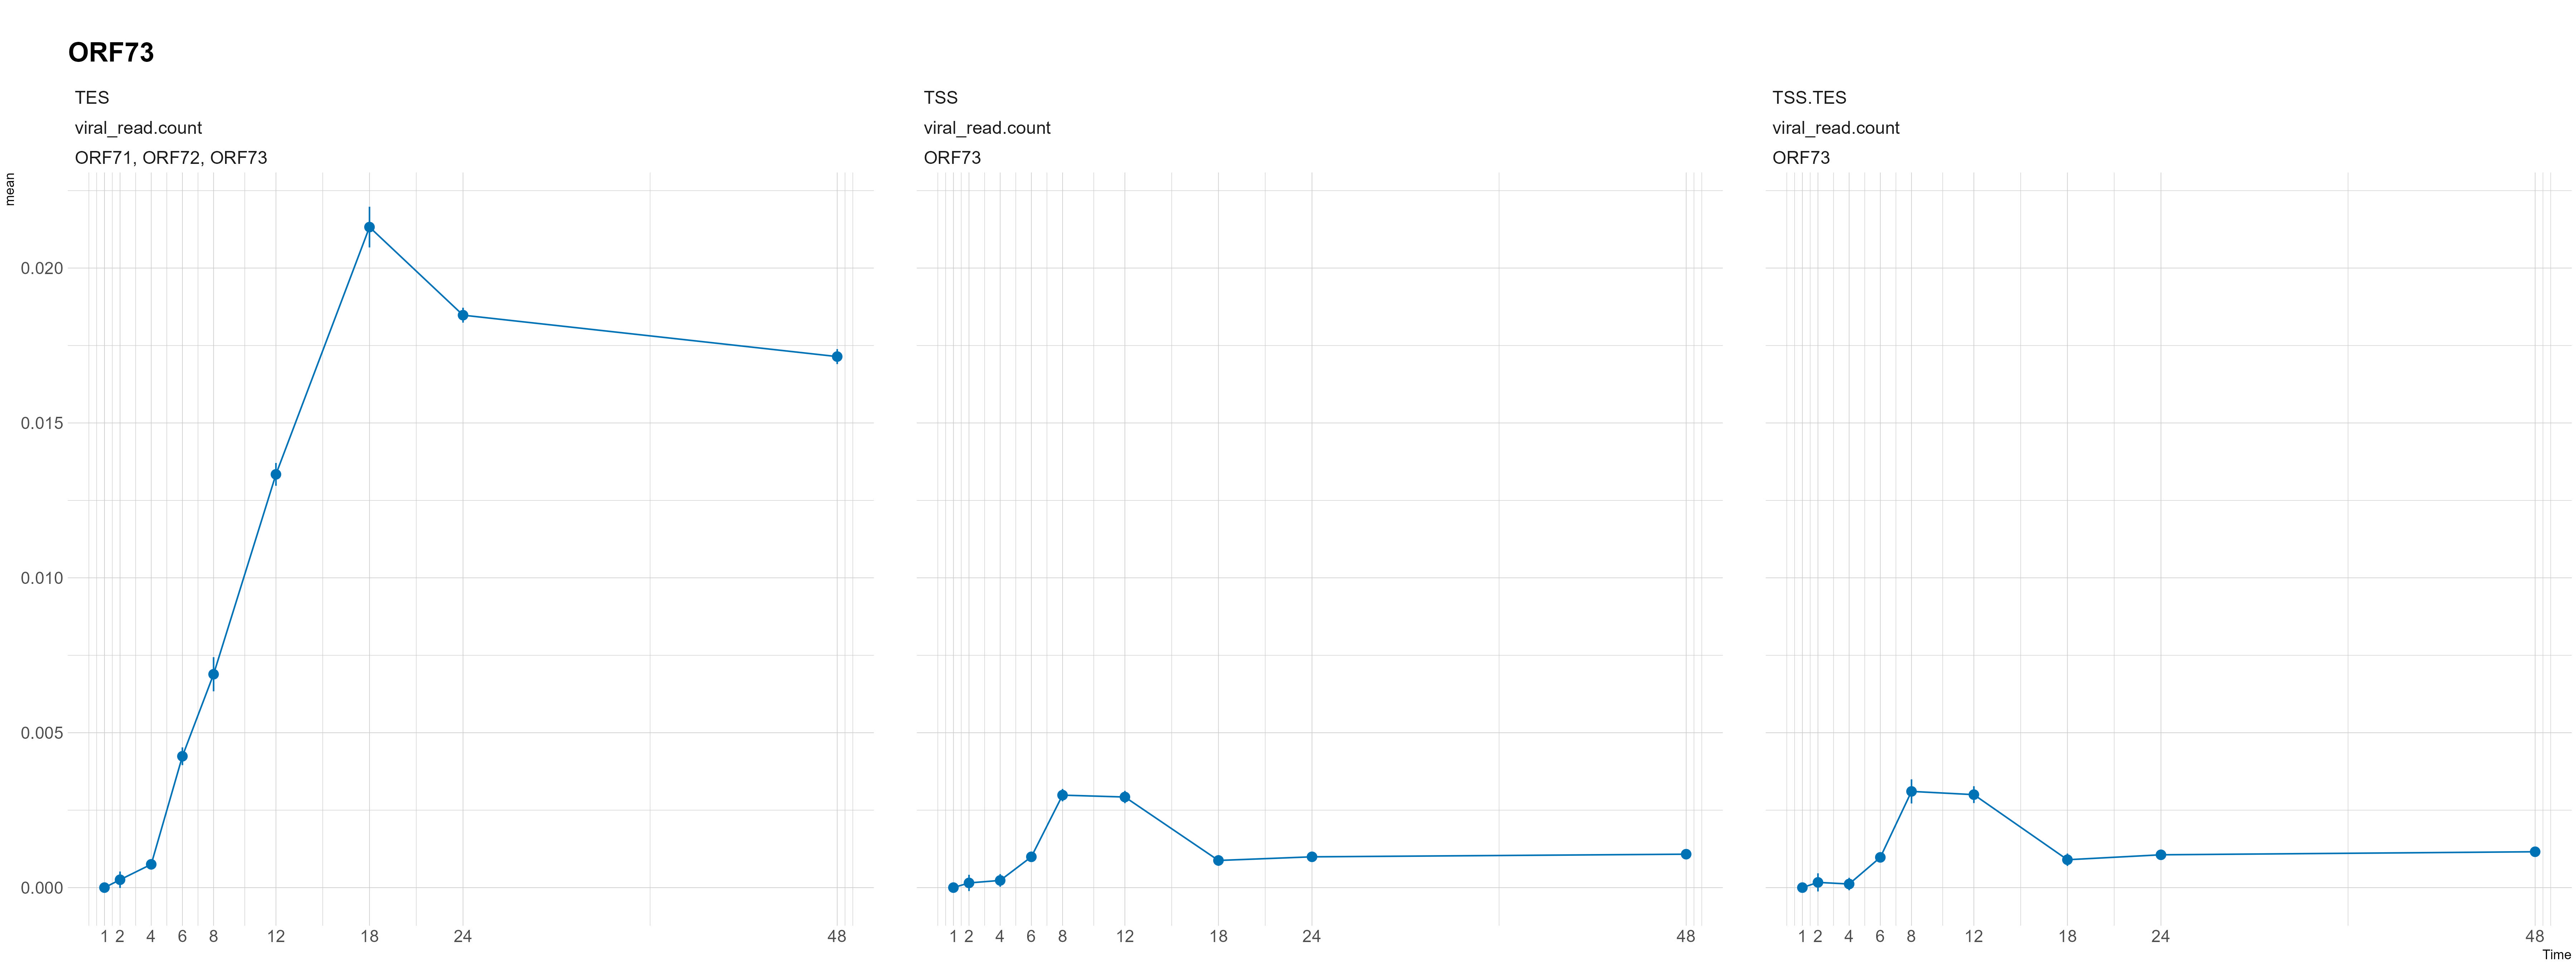 ORF73
TES
viral_read.count
ORF71, ORF72, ORF73
TSS
viral_read.count
ORF73
TSS.TES
viral_read.count
ORF73
mean
0.020
0.015
0.010
0.005
0.000
1 2 4 6 8 12 18 24 48
1 2 4 6 8 12 18 24 48
1 2 4 6 8 12 18 24 48
Time